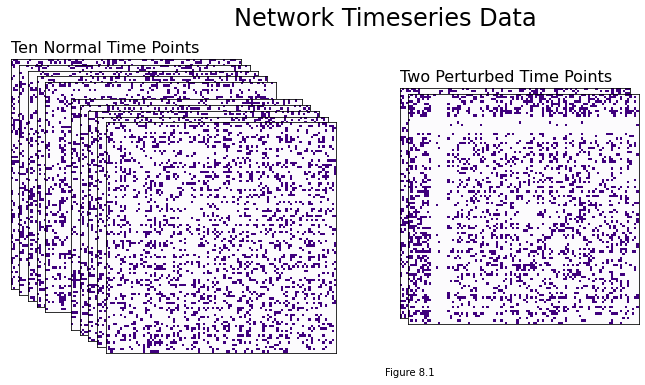 Network Timeseries Data
Ten Normal Time Points
Two Perturbed Time Points
Figure 8.1